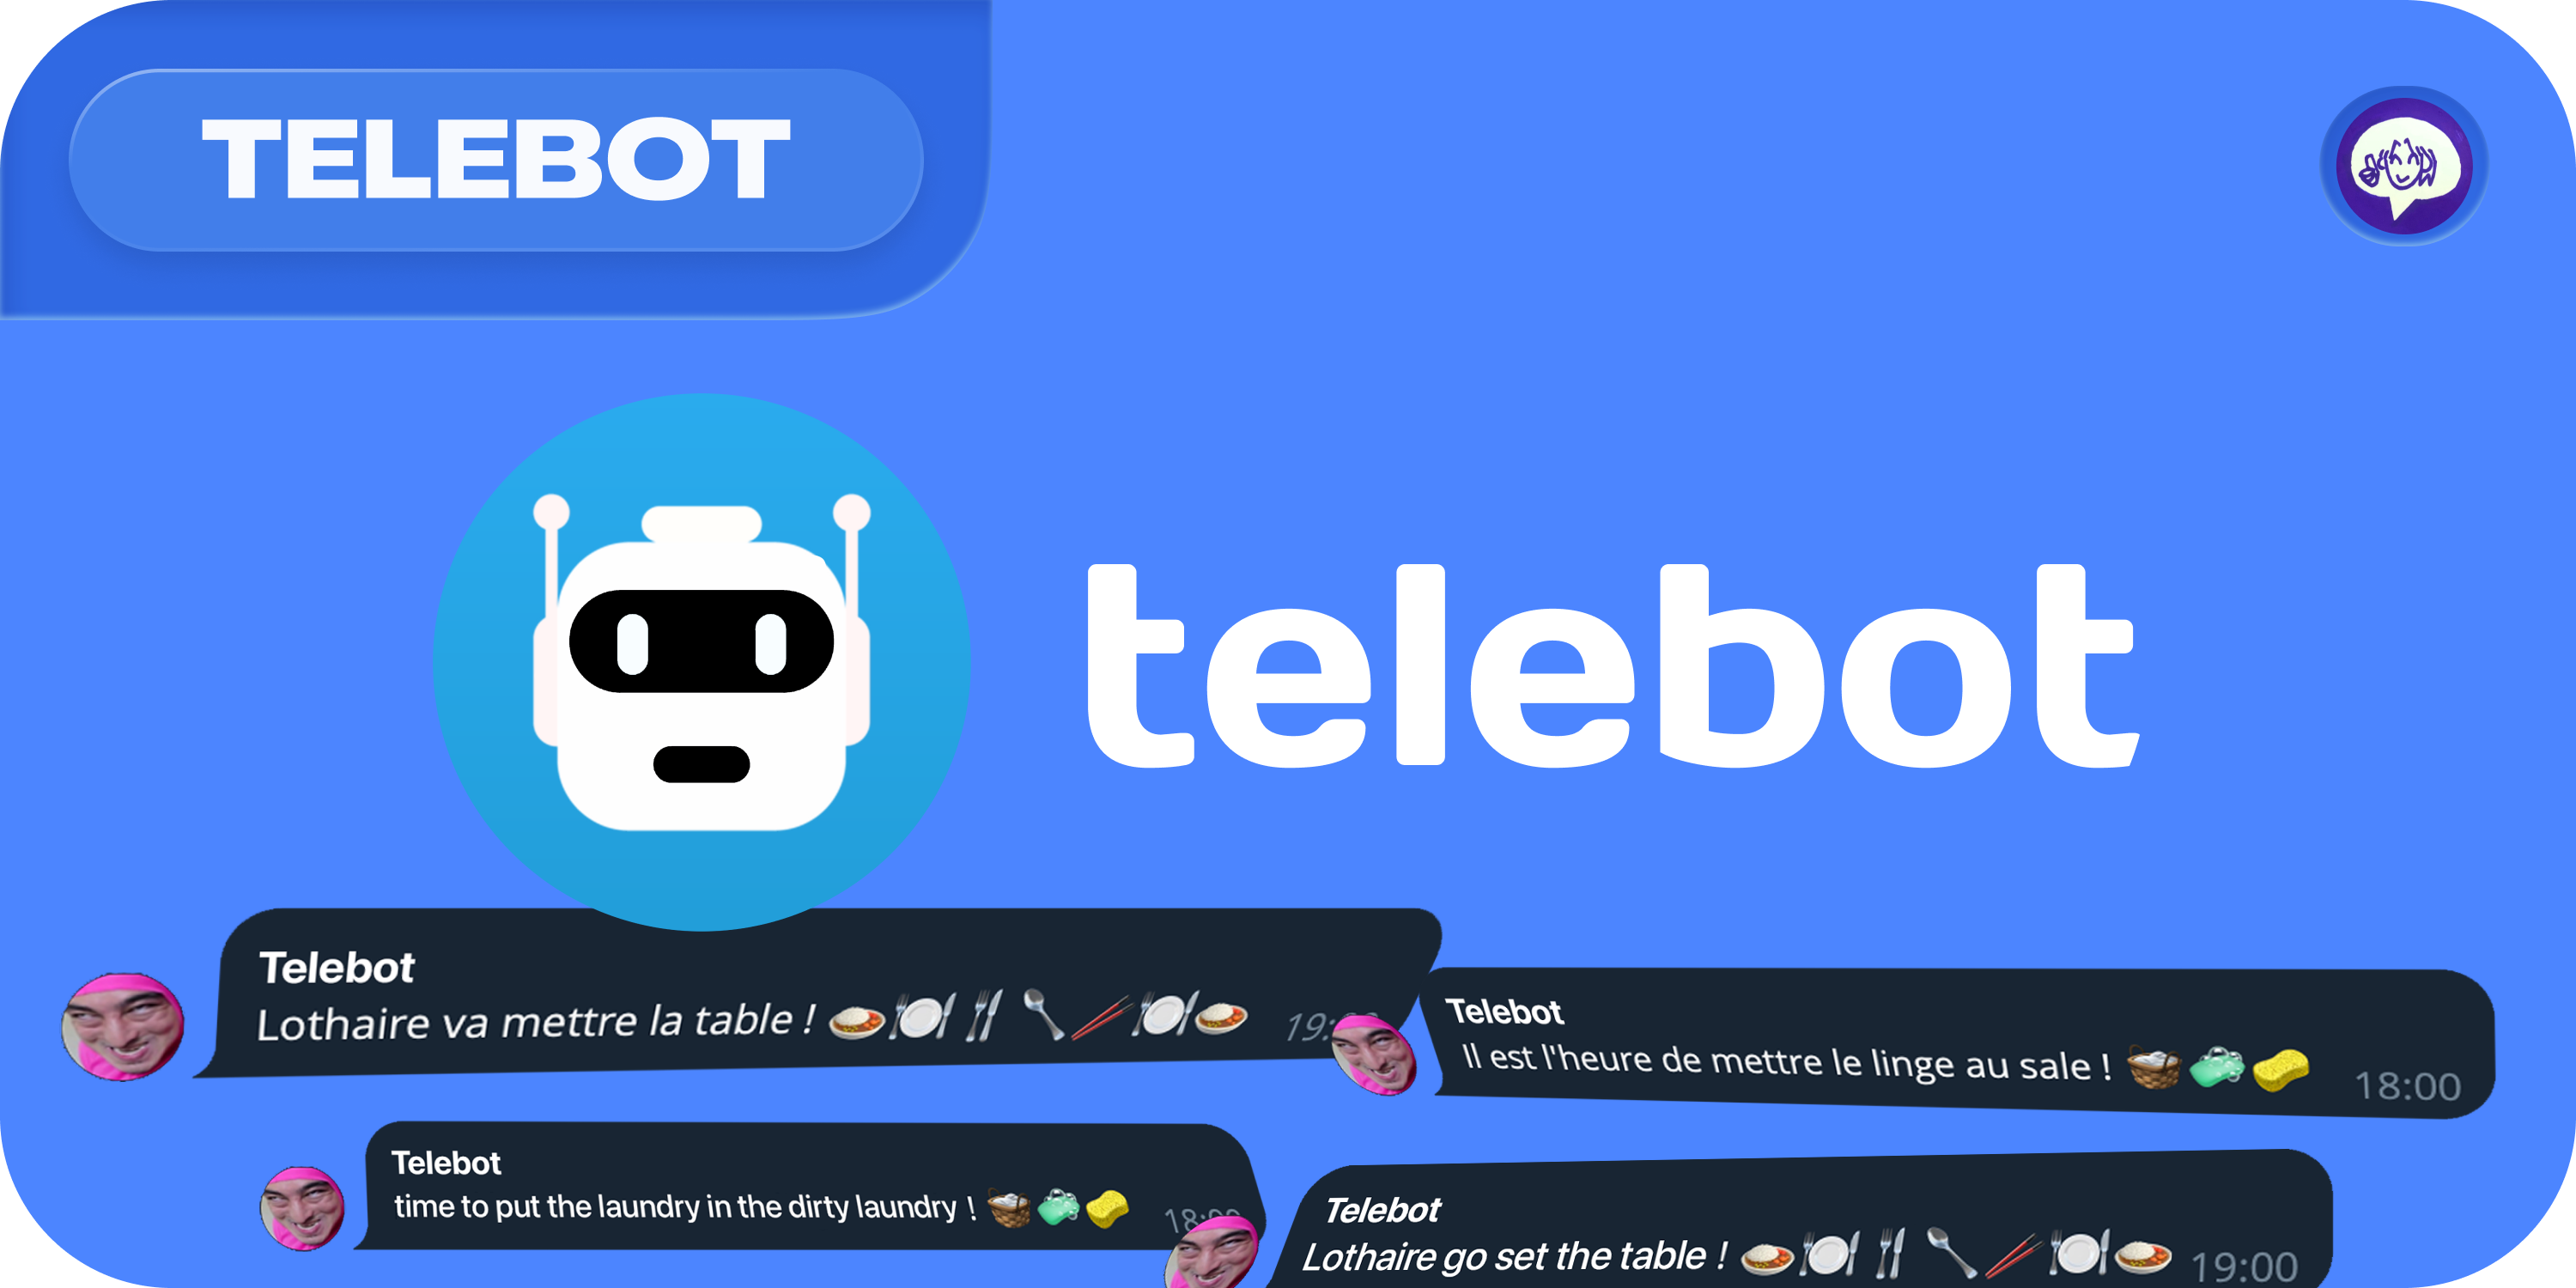 TELEBOT
telebot
Telebot
Lothaire va mettre la table ! 🍛🍽️🍴🥄🥢🍽️🍛
Telebot
Il est l'heure de mettre le linge au sale ! 🧺🧼🧽 18:00
Telebot
time to put the laundry in the dirty laundry ! 🧺🧼🧽
Telebot
Lothaire go set the table ! 🍛🍽️🍴🥄🥢🍽️🍛 19:00